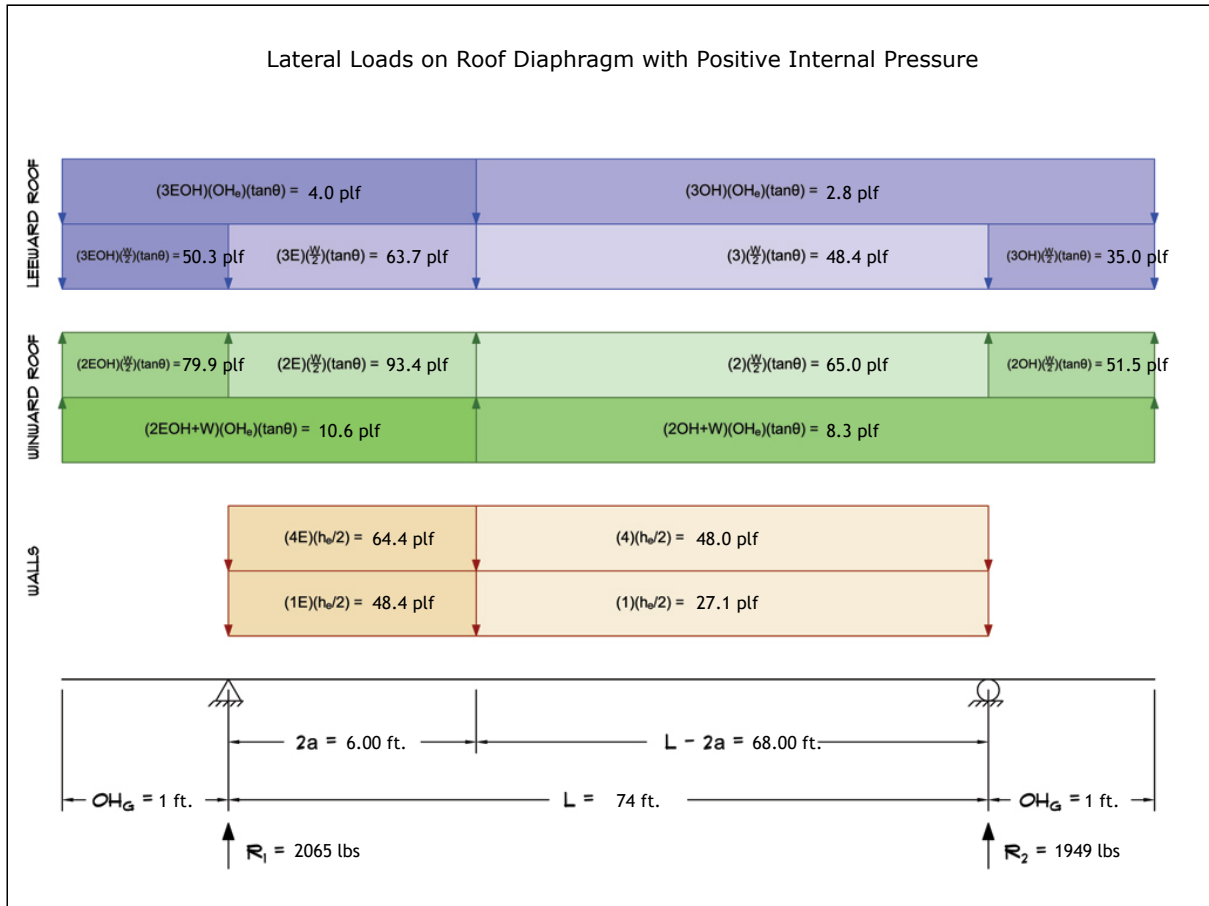 Lateral Loads on Roof Diaphragm with Positive Internal Pressure
LEEWARD ROOF
(3EOH)(OHₑ)(tanθ) = 4.0 plf
(3OH)(OHₑ)(tanθ) = 2.8 plf
(3EOH)(W/2)(tanθ) = 50.3 plf
(3E)(W/2)(tanθ) = 63.7 plf
(3)(W/2)(tanθ) = 48.4 plf
(3OH)(W/2)(tanθ) = 35.0 plf
WINWARD ROOF
(2EOH)(W/2)(tanθ) = 79.9 plf
(2E)(W/2)(tanθ) = 93.4 plf
(2)(W/2)(tanθ) = 65.0 plf
(2OH)(W/2)(tanθ) = 51.5 plf
(2EOH+W)(OHₑ)(tanθ) = 10.6 plf
(2OH+W)(OHₑ)(tanθ) = 8.3 plf
WALLS
(4E)(hₑ/2) = 64.4 plf
(4)(hₑ/2) = 48.0 plf
(1E)(hₑ/2) = 48.4 plf
(1)(hₑ/2) = 27.1 plf
2a = 6.00 ft.
L - 2a = 68.00 ft.
OH_G = 1 ft.
L = 74 ft.
OH_G = 1 ft.
R₁ = 2065 lbs
R₂ = 1949 lbs